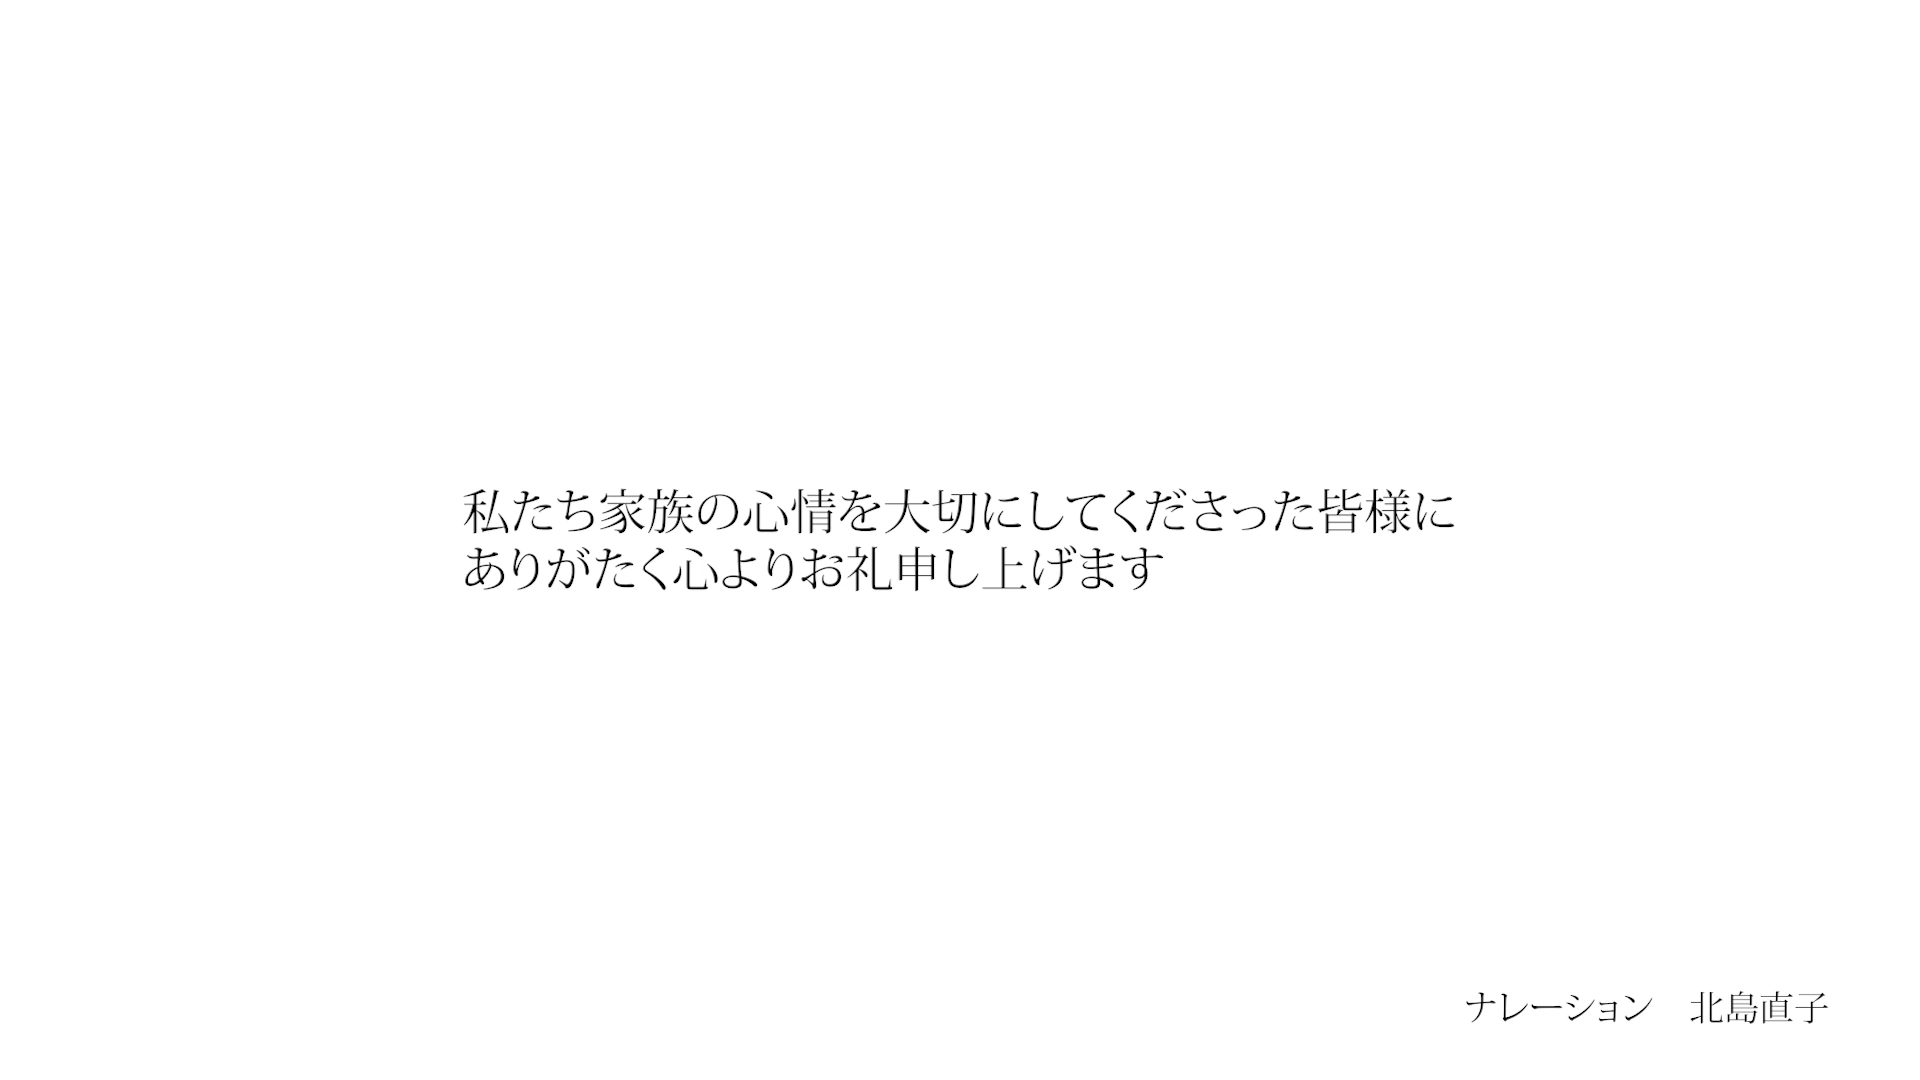 私たち家族の心情を大切にしてくださった皆様に
ありがたく心よりお礼申し上げます
ナレーション　北島直子